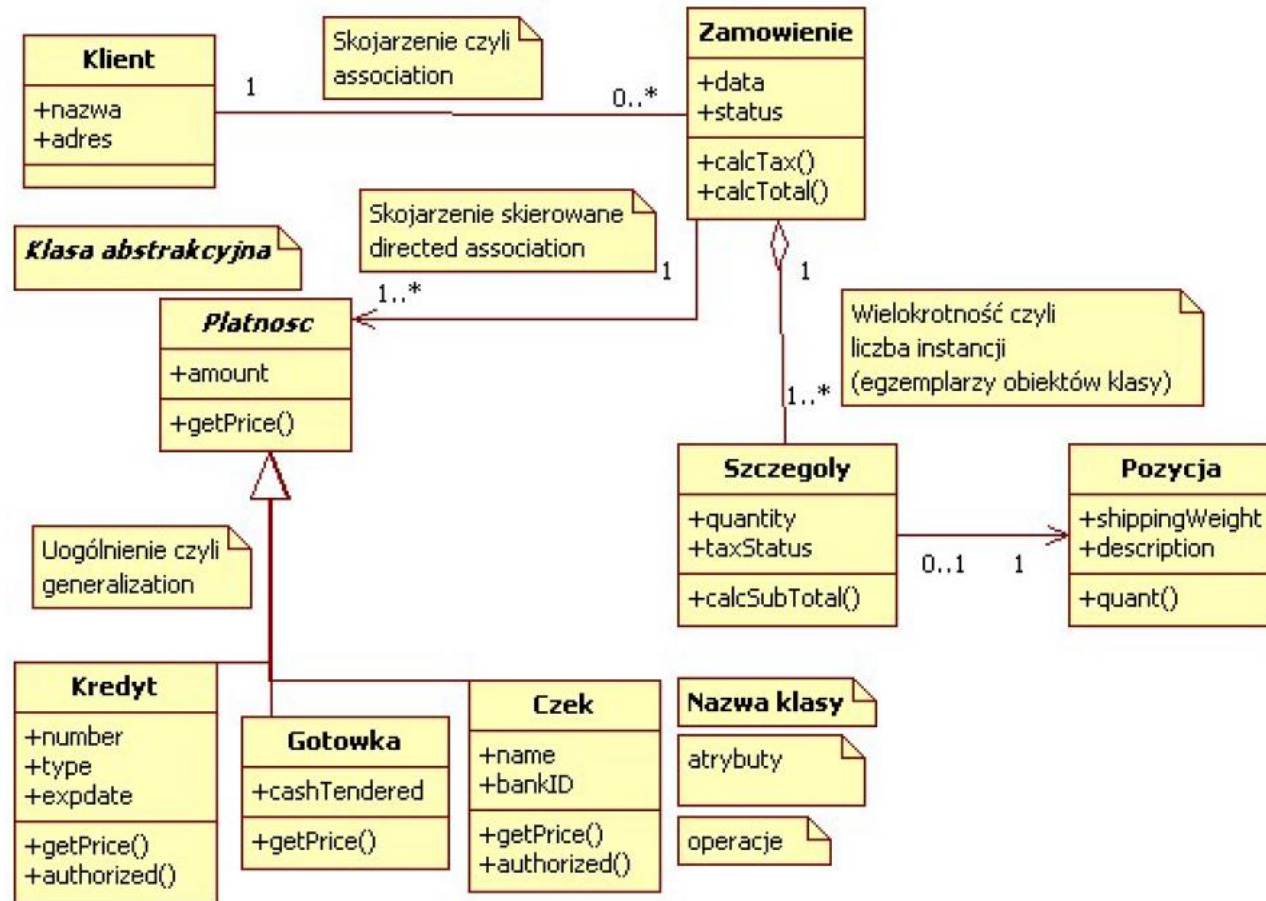 Klient
+nazwa
+adres
Skojarzenie czyli
association
1
0..*
Zamowienie
+data
+status
+calcTax()
+calcTotal()
Klasa abstrakcyjna
Skojarzenie skierowane
directed association
1
1..*
1
1..*
Wielokrotność czyli
liczba instancji
(egzemplarzy obiektów klasy)
Platnosc
+amount
+getPrice()
Szczegoly
+quantity
+taxStatus
+calcSubTotal()
0..1
1
Pozycja
+shippingWeight
+description
+quant()
Uogólnienie czyli
generalization
Kredyt
+number
+type
+expdate
+getPrice()
+authorized()
Gotowka
+cashTendered
+getPrice()
Czek
+name
+bankID
+getPrice()
+authorized()
Nazwa klasy
atrybuty
operacje